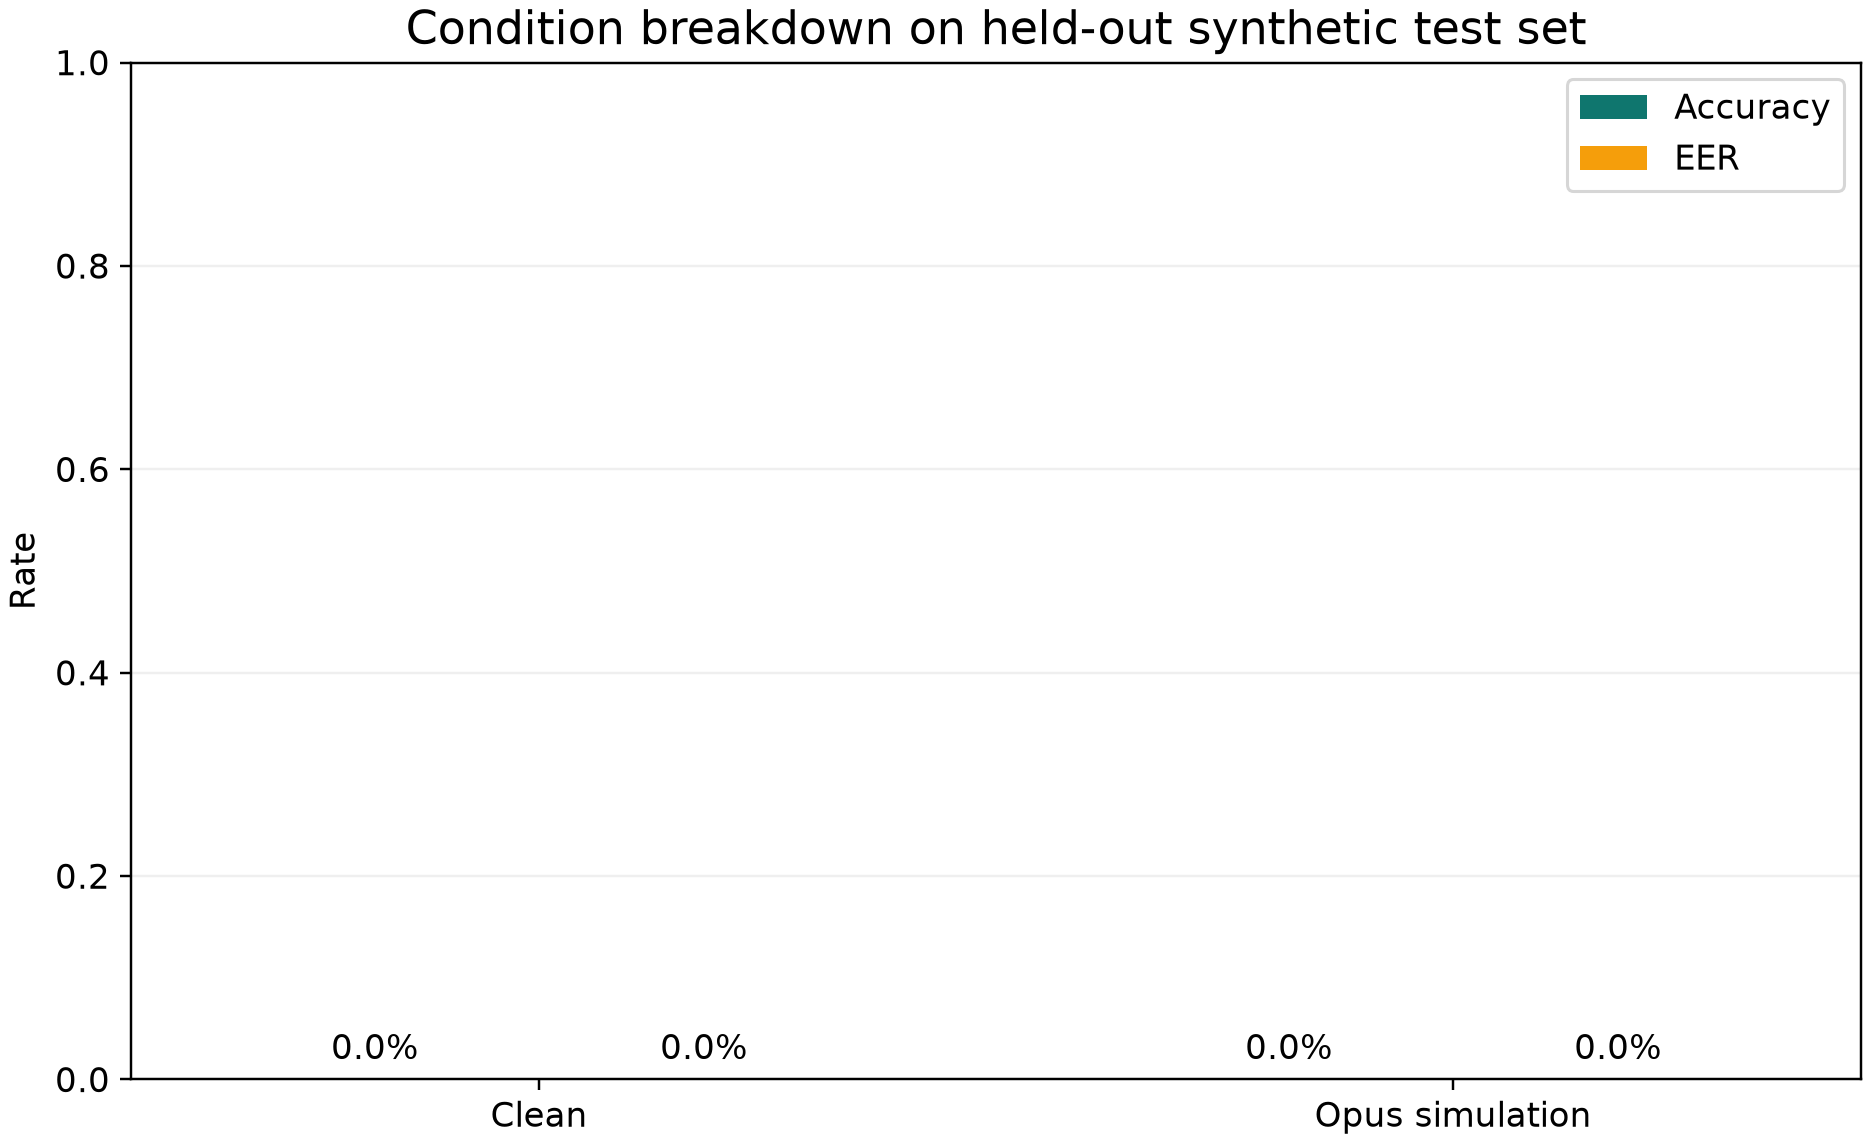 Condition breakdown on held-out synthetic test set
1.0
0.8
0.6
0.4
0.2
0.0
Rate
Accuracy
EER
0.0% 0.0% 0.0% 0.0%
Clean Opus simulation